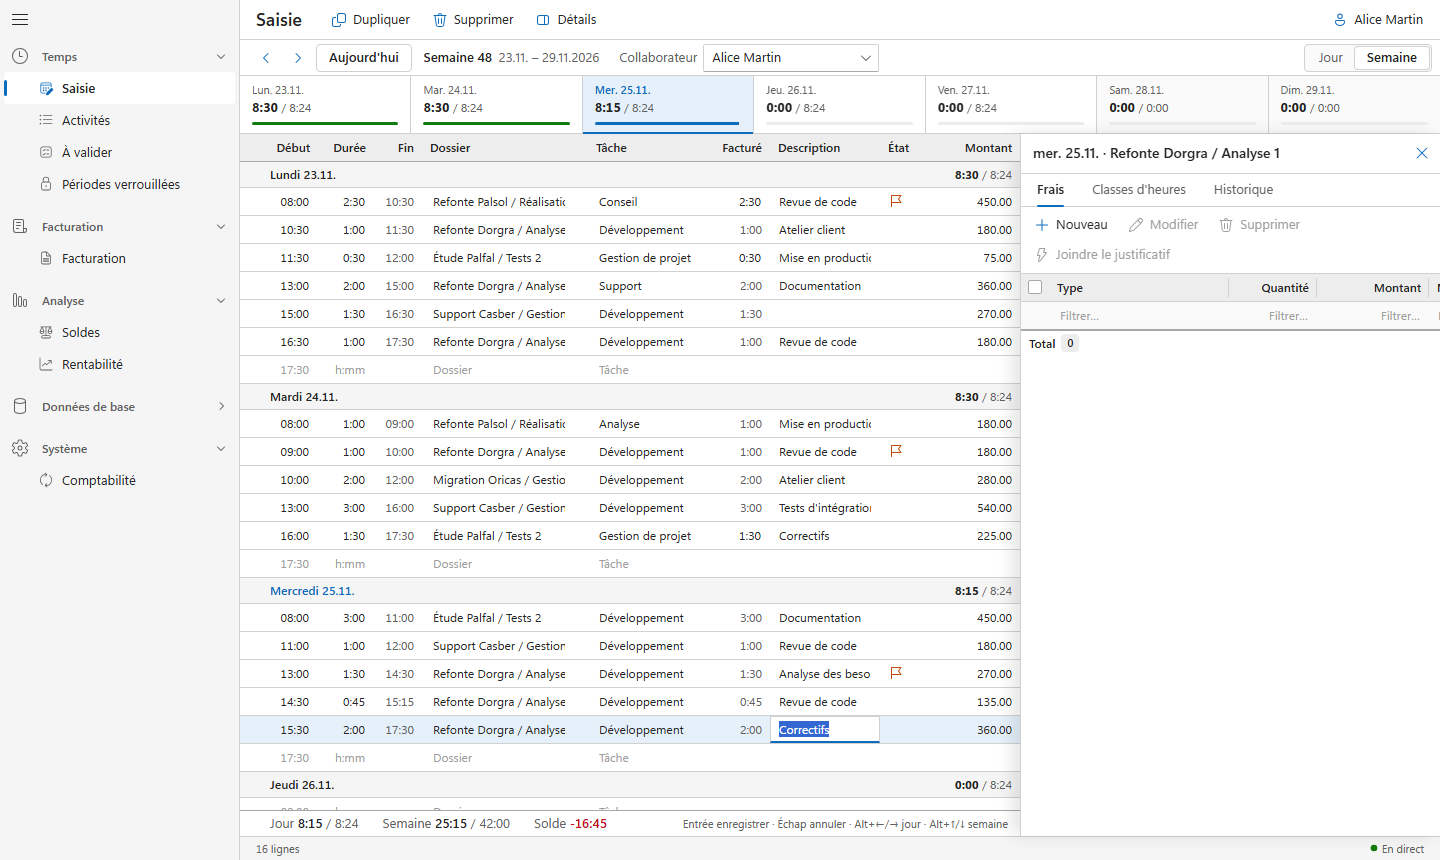 Saisie
Dupliquer
Supprimer
Détails
Alice Martin
Temps
Saisie
Activités
À valider
Périodes verrouillées
Facturation
Facturation
Analyse
Soldes
Rentabilité
Données de base
Système
Comptabilité
Aujourd'hui
Semaine 48 23.11. – 29.11.2026
Collaborateur
Alice Martin
Jour
Semaine
Lun. 23.11.
8:30 / 8:24
Mar. 24.11.
8:30 / 8:24
Mer. 25.11.
8:15 / 8:24
Jeu. 26.11.
0:00 / 8:24
Ven. 27.11.
0:00 / 8:24
Sam. 28.11.
0:00 / 0:00
Dim. 29.11.
0:00 / 0:00
Début Durée Fin Dossier Tâche Facturé Description État Montant
Lundi 23.11. 8:30 / 8:24
08:00 2:30 10:30 Refonte Palsol / Réalisatic Conseil 2:30 Revue de code 450.00
10:30 1:00 11:30 Refonte Dorgra / Analyse Développement 1:00 Atelier client 180.00
11:30 0:30 12:00 Étude Palfal / Tests 2 Gestion de projet 0:30 Mise en productic 75.00
13:00 2:00 15:00 Refonte Dorgra / Analyse Support 2:00 Documentation 360.00
15:00 1:30 16:30 Support Casber / Gestion Développement 1:30 270.00
16:30 1:00 17:30 Refonte Dorgra / Analyse Développement 1:00 Revue de code 180.00
17:30 h:mm Dossier Tâche
Mardi 24.11. 8:30 / 8:24
08:00 1:00 09:00 Refonte Palsol / Réalisatic Analyse 1:00 Mise en productic 180.00
09:00 1:00 10:00 Refonte Dorgra / Analyse Développement 1:00 Revue de code 180.00
10:00 2:00 12:00 Migration Oricas / Gestio Développement 2:00 Atelier client 280.00
13:00 3:00 16:00 Support Casber / Gestion Développement 3:00 Tests d'intégration 540.00
16:00 1:30 17:30 Étude Palfal / Tests 2 Gestion de projet 1:30 Correctifs 225.00
17:30 h:mm Dossier Tâche
Mercredi 25.11. 8:15 / 8:24
08:00 3:00 11:00 Étude Palfal / Tests 2 Développement 3:00 Documentation 450.00
11:00 1:00 12:00 Support Casber / Gestion Développement 1:00 Revue de code 180.00
13:00 1:30 14:30 Refonte Dorgra / Analyse Développement 1:30 Analyse des beso 270.00
14:30 0:45 15:15 Refonte Dorgra / Analyse Développement 0:45 Revue de code 135.00
15:30 2:00 17:30 Refonte Dorgra / Analyse Développement 2:00 Correctifs 360.00
17:30 h:mm Dossier Tâche
Jeudi 26.11. 0:00 / 8:24
Jour 8:15 / 8:24 Semaine 25:15 / 42:00 Solde -16:45 Entrée enregistrer · Échap annuler · Alt+←/→ jour · Alt+↑/↓ semaine
16 lignes
En direct
mer. 25.11. · Refonte Dorgra / Analyse 1
Frais
Classes d'heures
Historique
Nouveau
Modifier
Supprimer
Joindre le justificatif
Type Quantité Montant
Filtrer... Filtrer... Filtrer...
Total 0